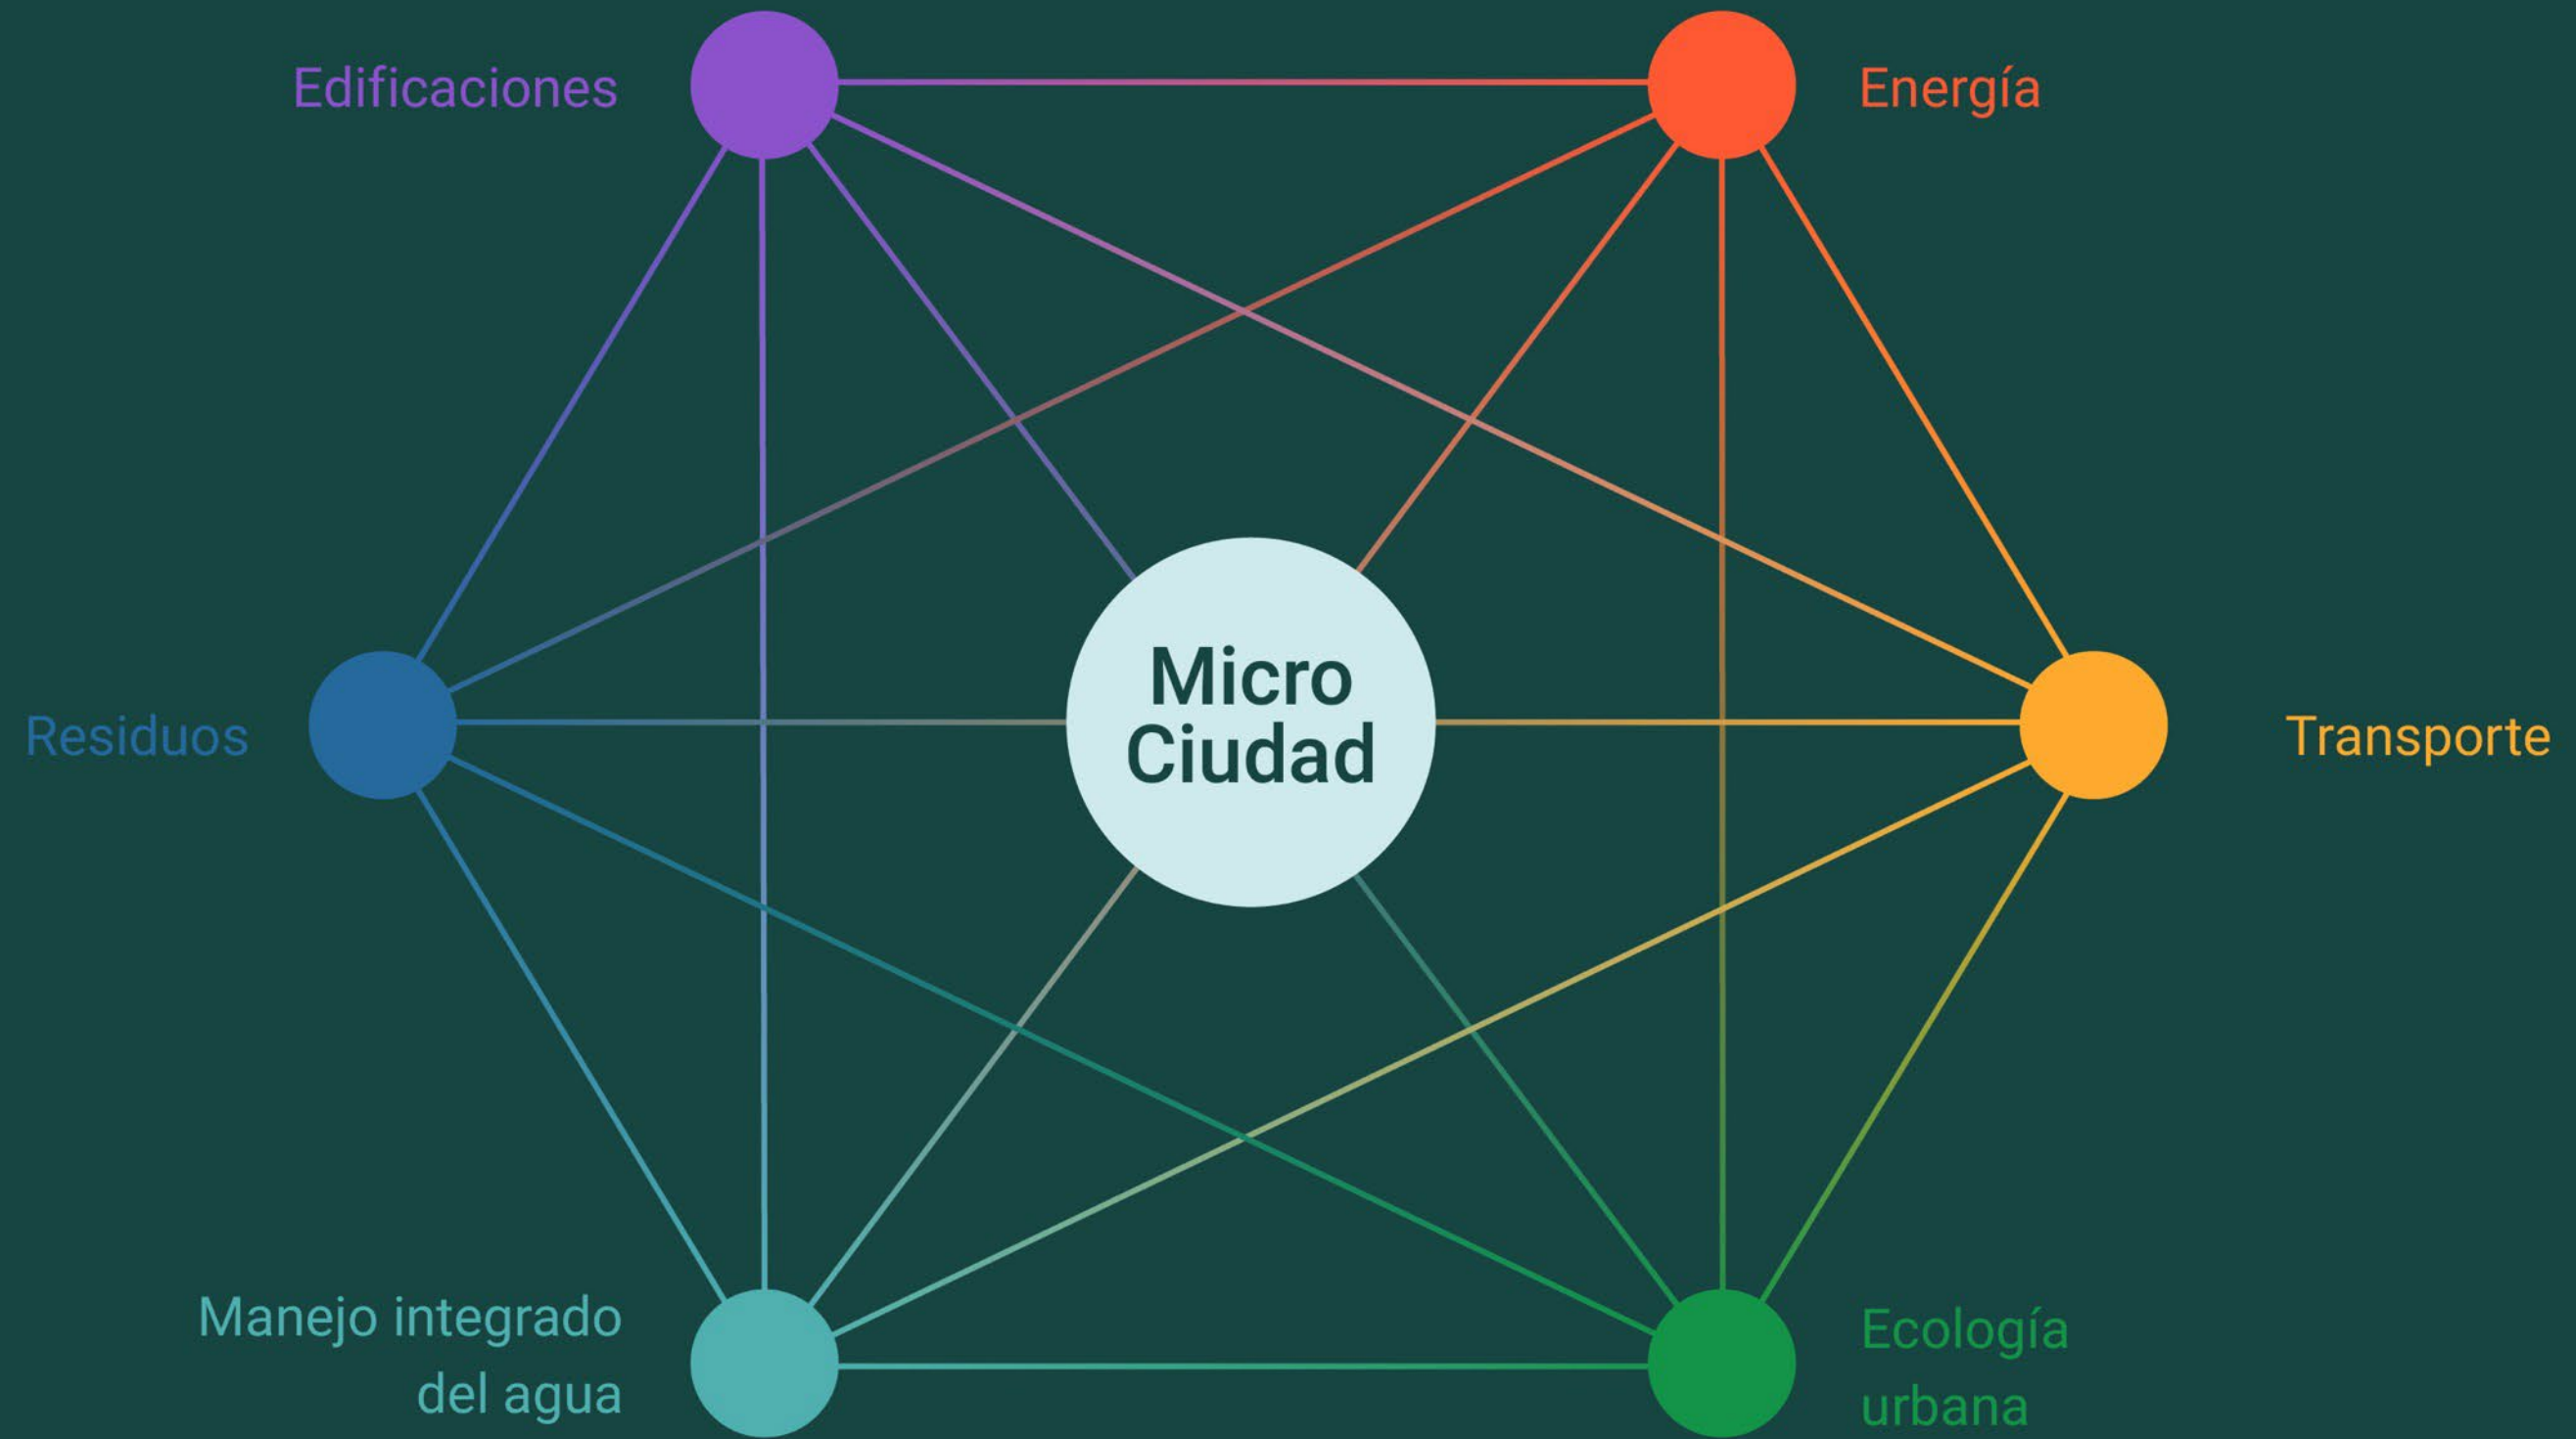 Edificaciones
Energía
Micro
Ciudad
Residuos
Transporte
Manejo integrado
del agua
Ecología
urbana